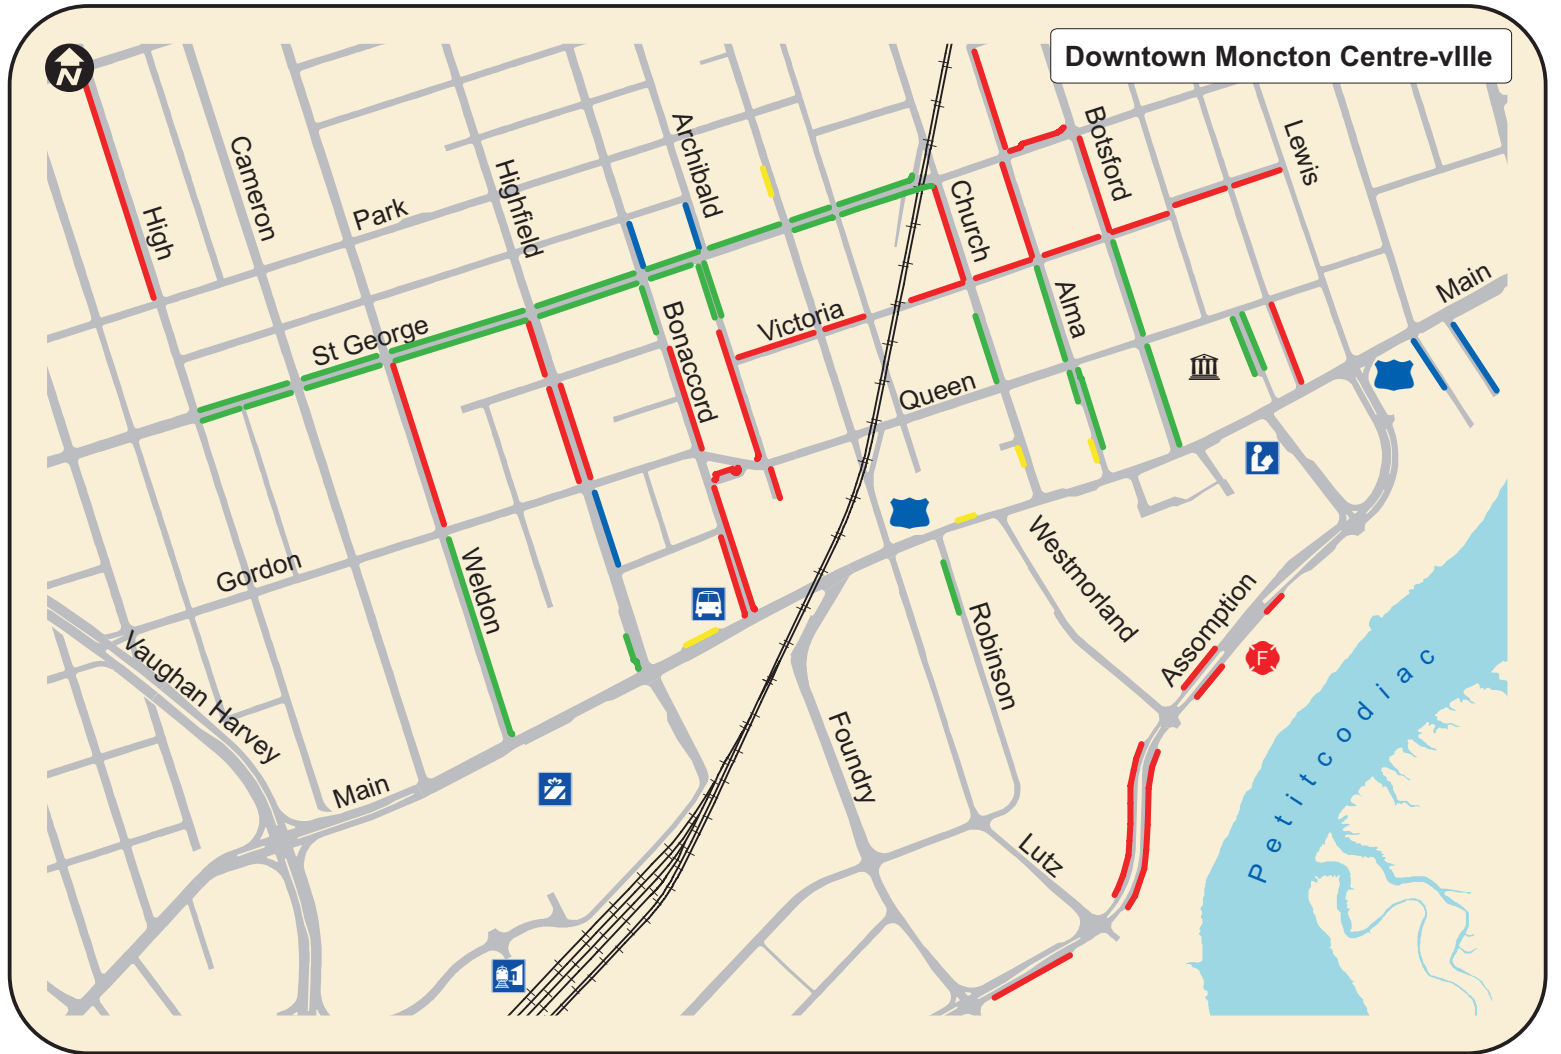 Downtown Moncton Centre-vIlle
N
High
Cameron
Park
Highfield
Archibald
Church
Botsford
Lewis
Main
St George
Bonaccord
Victoria
Alma
Queen
Gordon
Weldon
Vaughan Harvey
Main
Westmorland
Robinson
Assomption
F
Foundry
Lutz
Petitcodiac